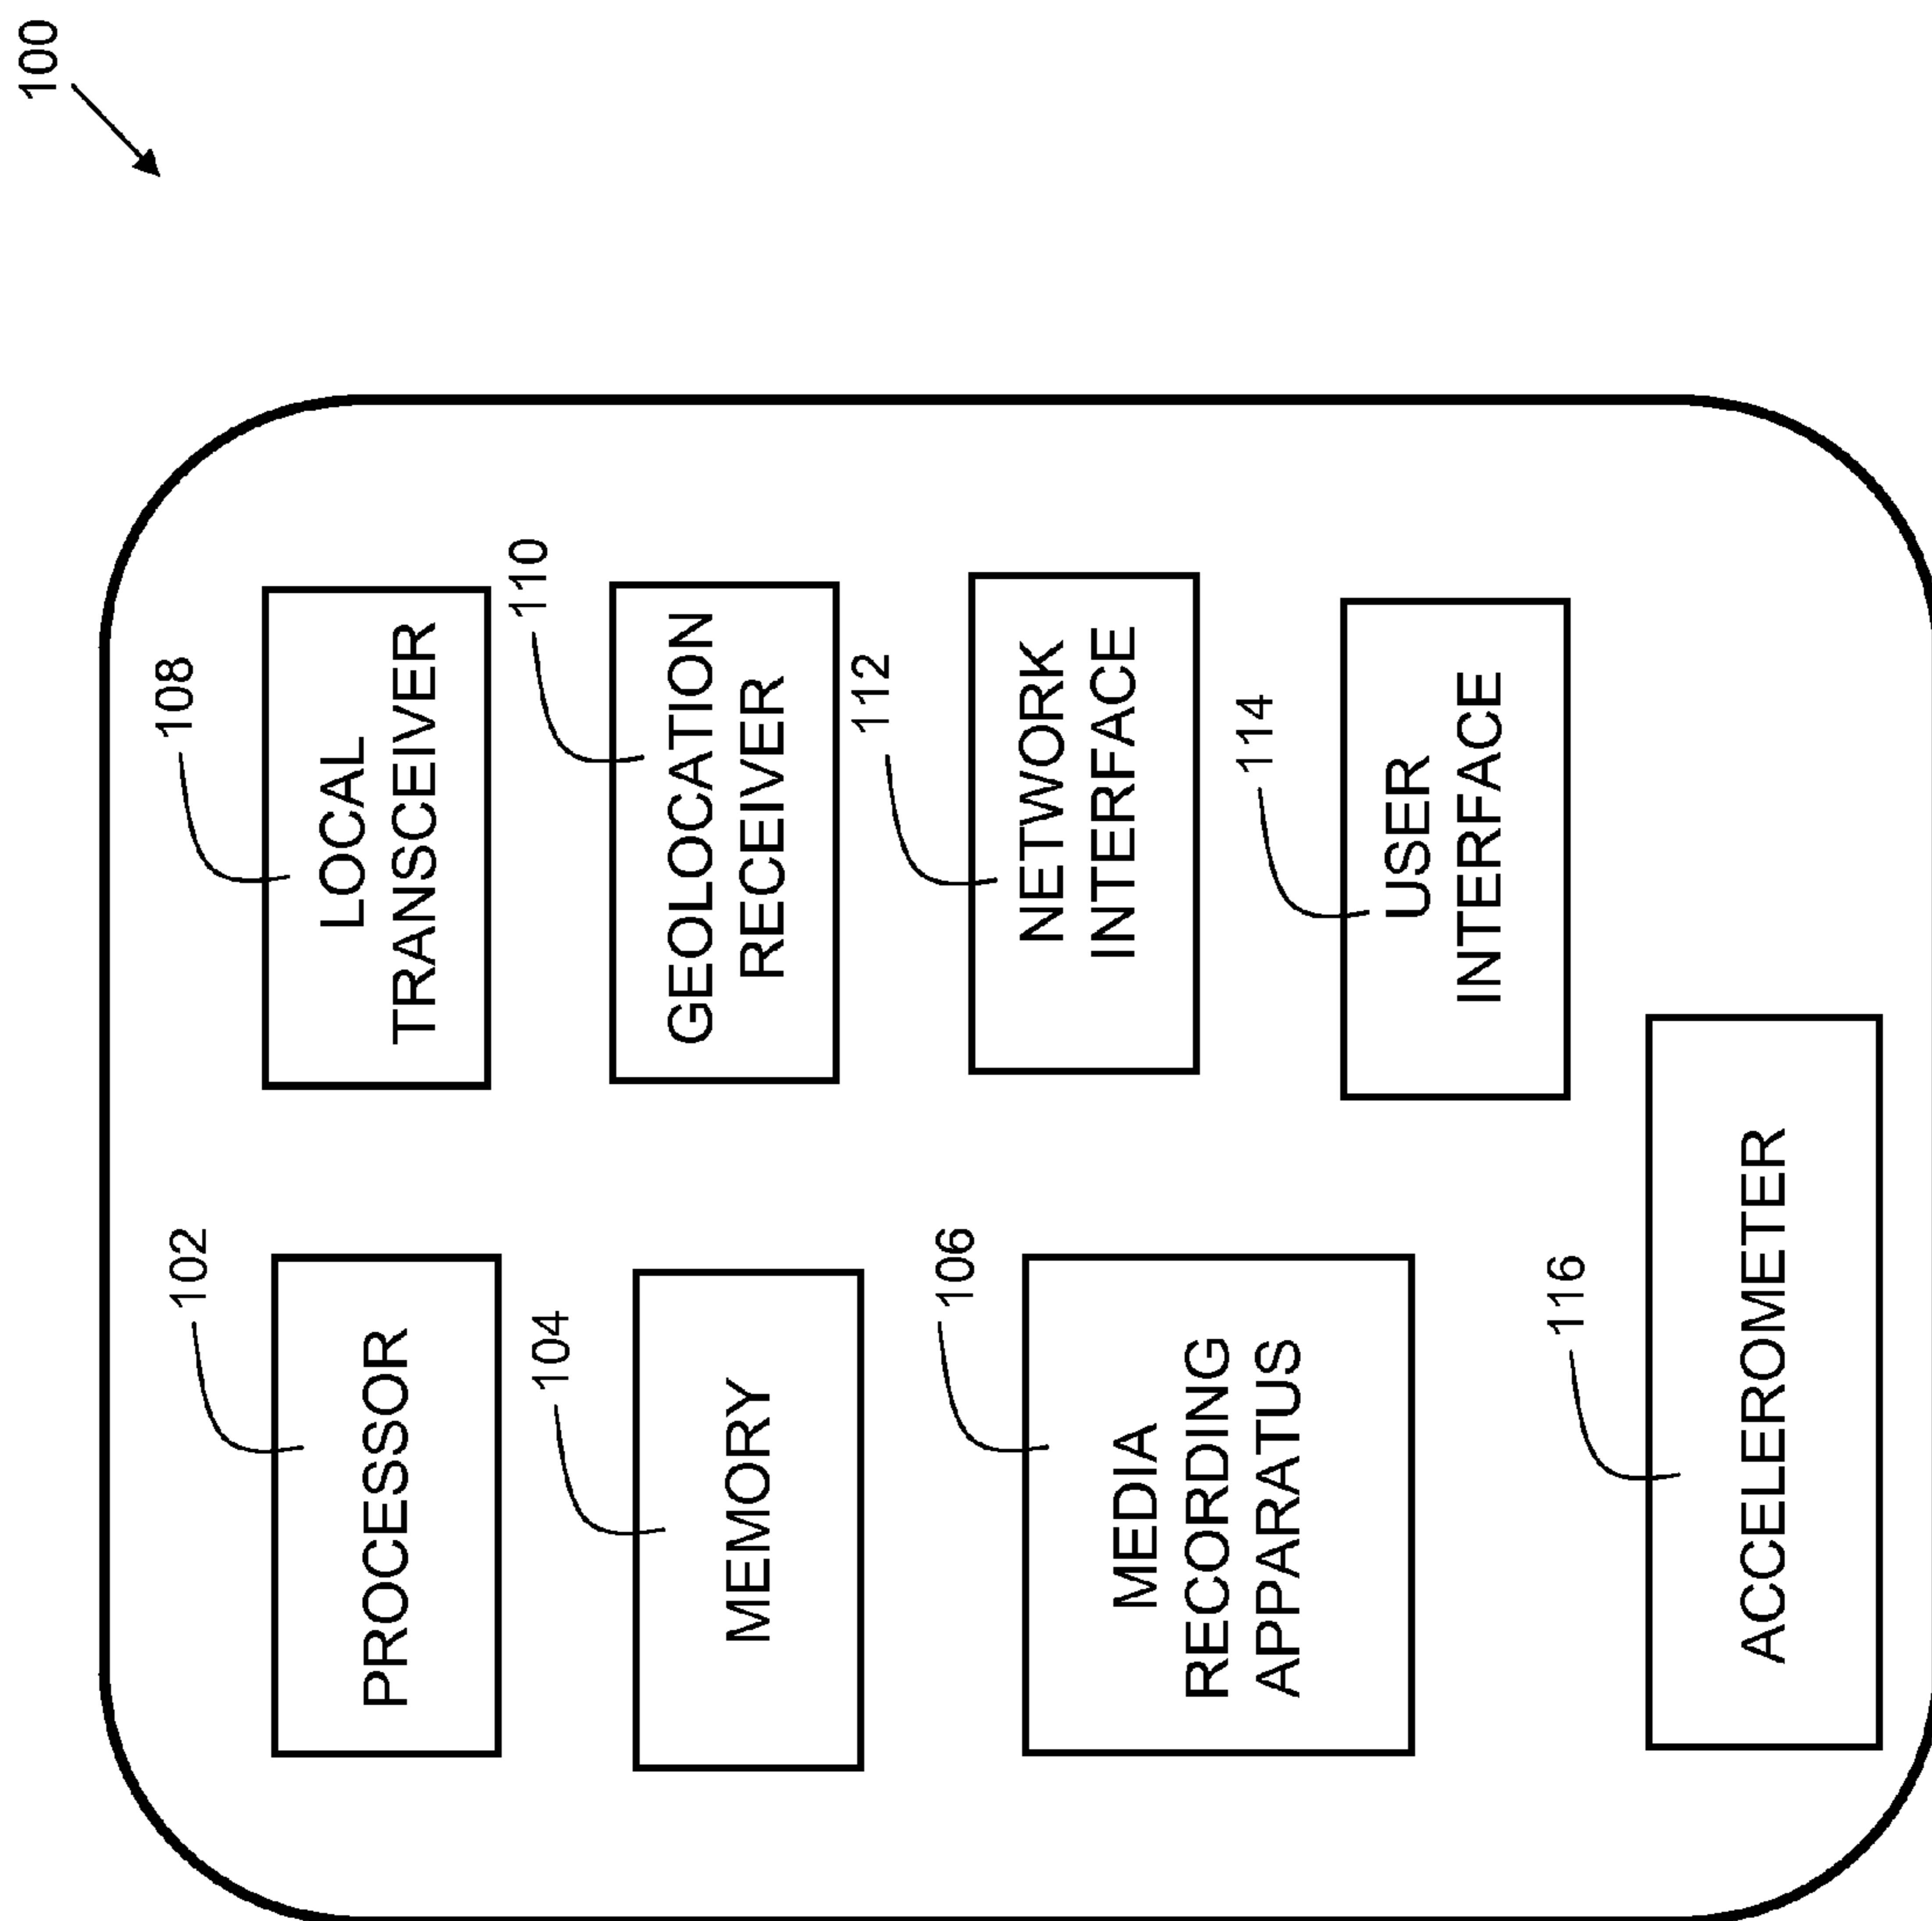 100
102
PROCESSOR
108
LOCAL
TRANSCEIVER
104
MEMORY
110
GEOLOCATION
RECEIVER
106
MEDIA
RECORDING
APPARATUS
112
NETWORK
INTERFACE
114
USER
INTERFACE
116
ACCELEROMETER